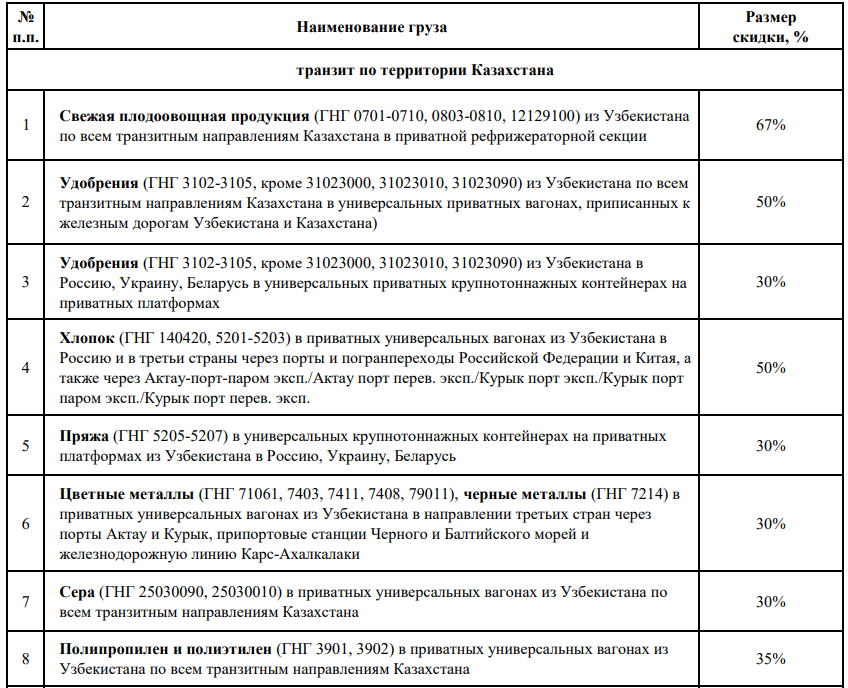 №
п.п.
Наименование груза
Размер
скидки, %
транзит по территории Казахстана
1
Свежая плодоовощная продукция (ГНГ 0701-0710, 0803-0810, 12129100) из Узбекистана
по всем транзитным направлениям Казахстана в приватной рефрижераторной секции
67%
2
Удобрения (ГНГ 3102-3105, кроме 31023000, 31023010, 31023090) из Узбекистана по всем
транзитным направлениям Казахстана в универсальных приватных вагонах, приписанных к
железным дорогам Узбекистана и Казахстана)
50%
3
Удобрения (ГНГ 3102-3105, кроме 31023000, 31023010, 31023090) из Узбекистана в
Россию, Украину, Беларусь в универсальных приватных крупнотоннажных контейнерах на
приватных платформах
30%
4
Хлопок (ГНГ 140420, 5201-5203) в приватных универсальных вагонах из Узбекистана в
Россию и в третьи страны через порты и погранпереходы Российской Федерации и Китая, а
также через Актау-порт-паром эксп./Актау порт перев. эксп./Курык порт эксп./Курык порт
паром эксп./Курык порт перев. эксп.
50%
5
Пряжа (ГНГ 5205-5207) в универсальных крупнотоннажных контейнерах на приватных
платформах из Узбекистана в Россию, Украину, Беларусь
30%
6
Цветные металлы (ГНГ 71061, 7403, 7411, 7408, 79011), черные металлы (ГНГ 7214) в
приватных универсальных вагонах из Узбекистана в направлении третьих стран через
порты Актау и Курык, припортовые станции Черного и Балтийского морей и
железнодорожную линию Карс-Ахалкалаки
30%
7
Сера (ГНГ 25030090, 25030010) в приватных универсальных вагонах из Узбекистана по
всем транзитным направлениям Казахстана
30%
8
Полипропилен и полиэтилен (ГНГ 3901, 3902) в приватных универсальных вагонах из
Узбекистана по всем транзитным направлениям Казахстана
35%